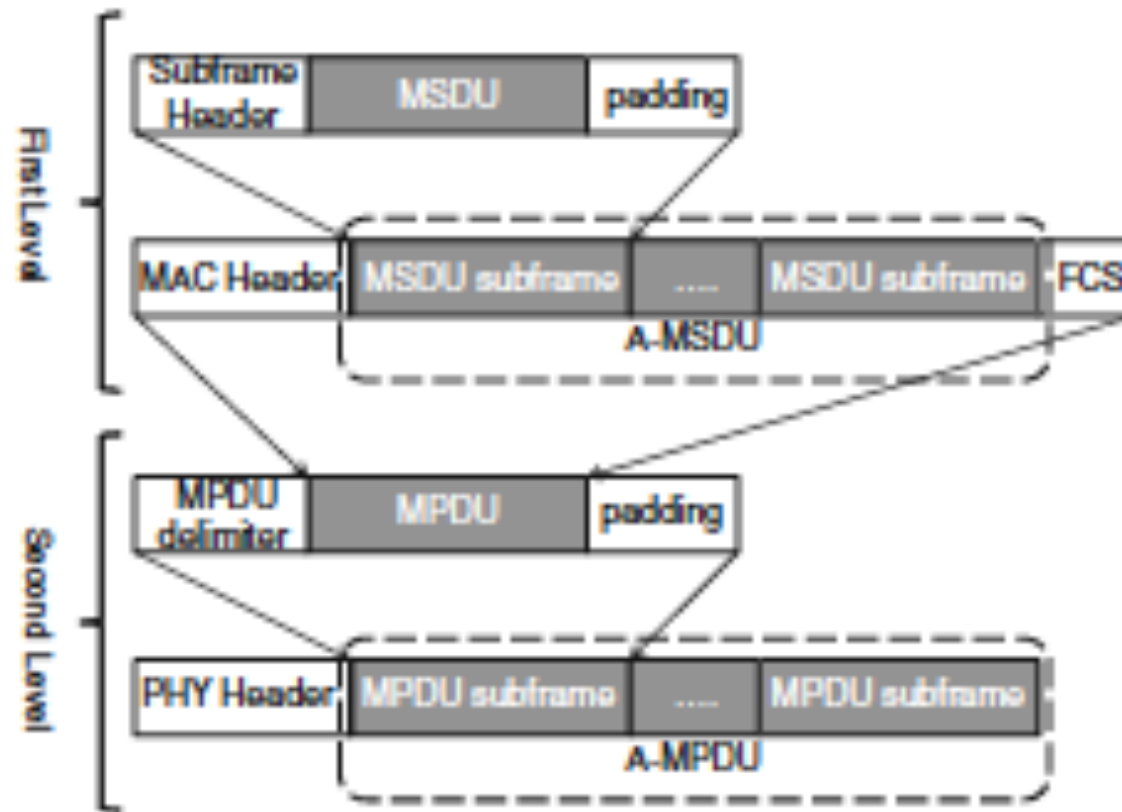 First Level
Subframe
Header
MSDU
padding
MAC Header
MSDU subframe
.....
MSDU subframe
FCS
A-MSDU
Second Level
MPDU
delimiter
MPDU
padding
PHY Header
MPDU subframe
.....
MPDU subframe
A-MPDU